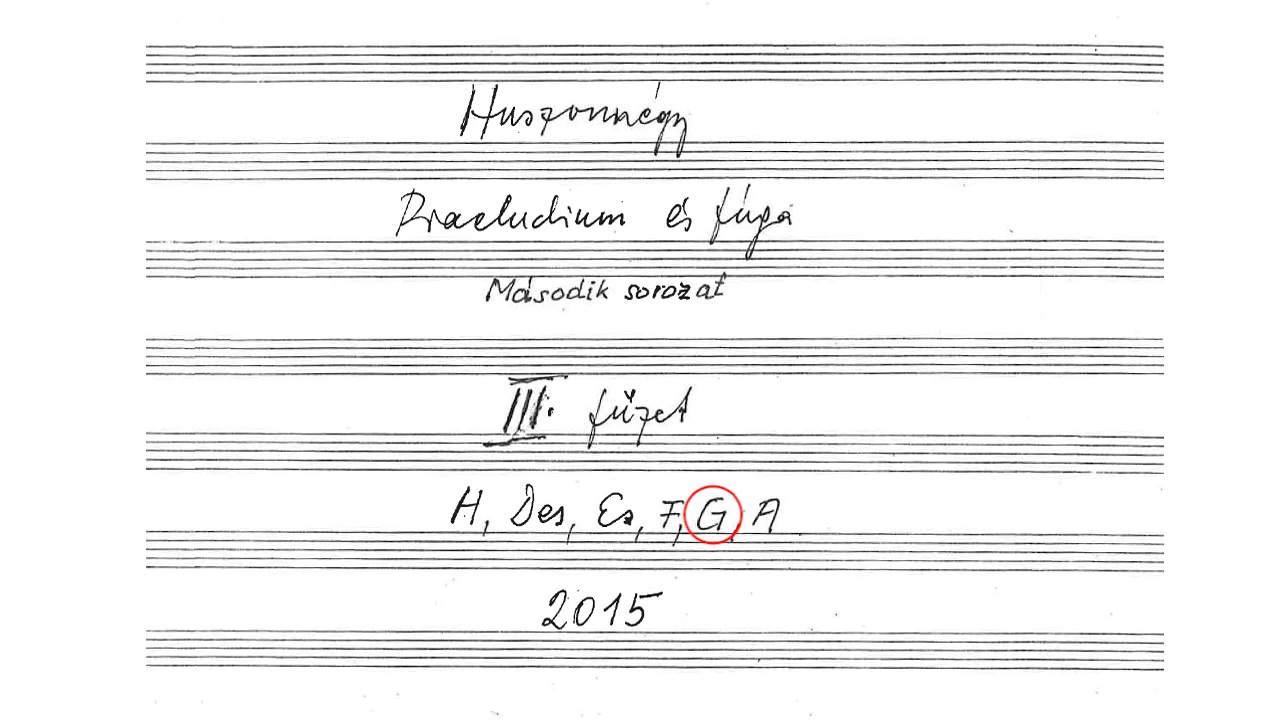 Huszonnégy
Praeludium és fúga
Második sorozat
III. füzet
H, Des, Es, F, G, A
2015